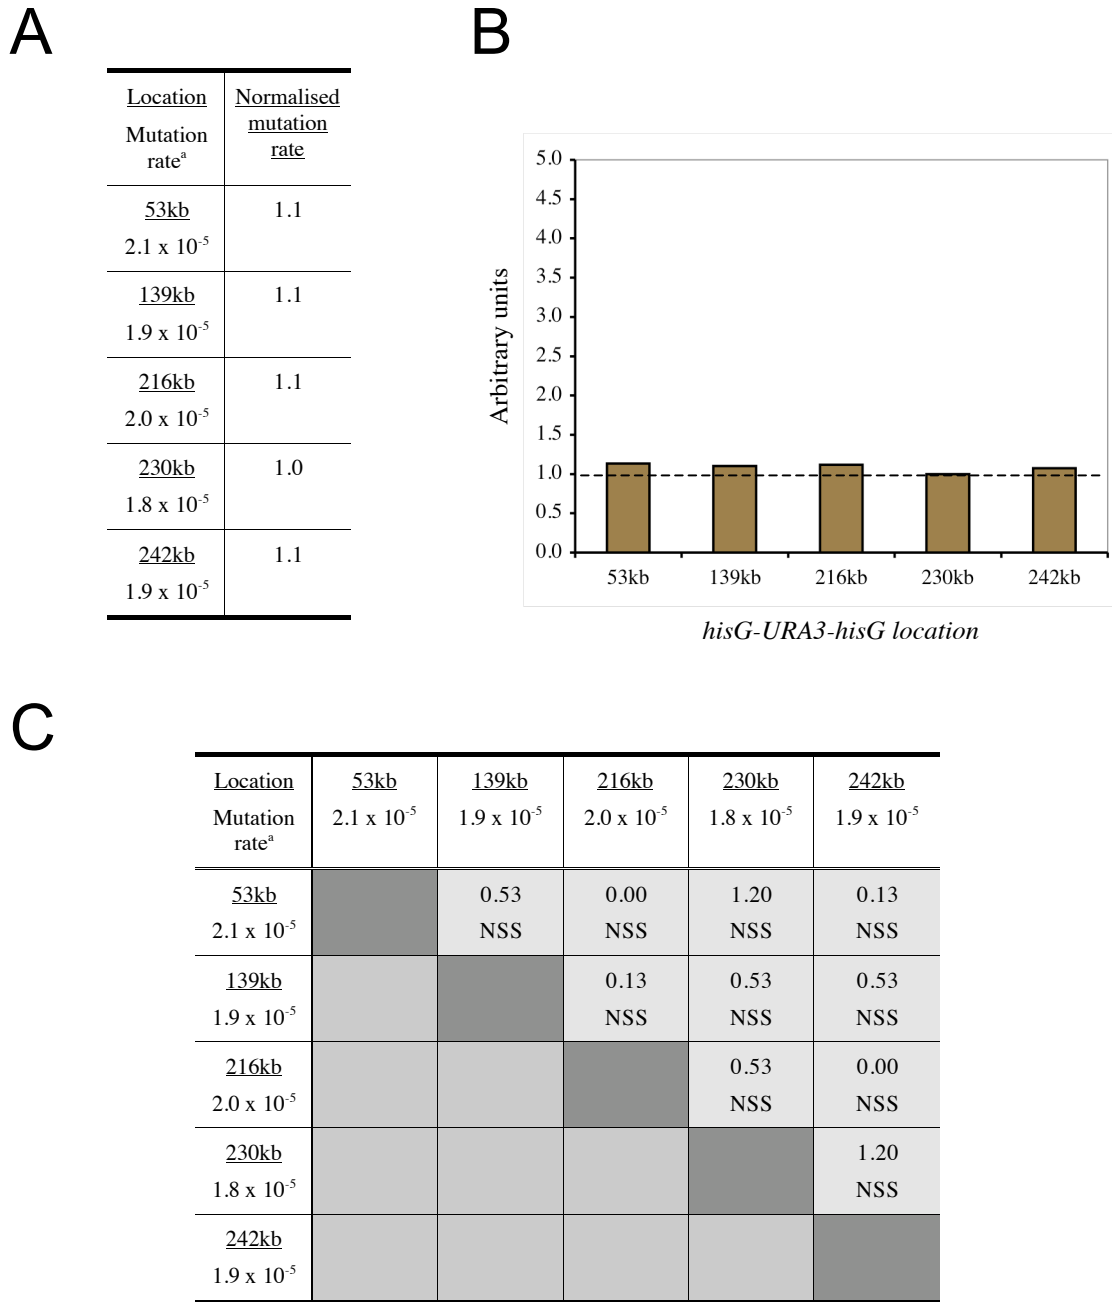 A
Location Normalised
mutation
Mutation rate
rateᵃ
53kb 1.1
2.1 x 10⁻⁵
139kb 1.1
1.9 x 10⁻⁵
216kb 1.1
2.0 x 10⁻⁵
230kb 1.0
1.8 x 10⁻⁵
242kb 1.1
1.9 x 10⁻⁵
B
Arbitrary units
5.0
4.5
4.0
3.5
3.0
2.5
2.0
1.5
1.0
0.5
0.0
53kb 139kb 216kb 230kb 242kb
hisG-URA3-hisG location
C
Location 53kb 139kb 216kb 230kb 242kb
Mutation 2.1 x 10⁻⁵ 1.9 x 10⁻⁵ 2.0 x 10⁻⁵ 1.8 x 10⁻⁵ 1.9 x 10⁻⁵
rateᵃ
53kb 0.53 0.00 1.20 0.13
2.1 x 10⁻⁵ NSS NSS NSS NSS
139kb 0.13 0.53 0.53
1.9 x 10⁻⁵ NSS NSS NSS
216kb 0.53 0.00
2.0 x 10⁻⁵ NSS NSS
230kb 1.20
1.8 x 10⁻⁵ NSS
242kb
1.9 x 10⁻⁵